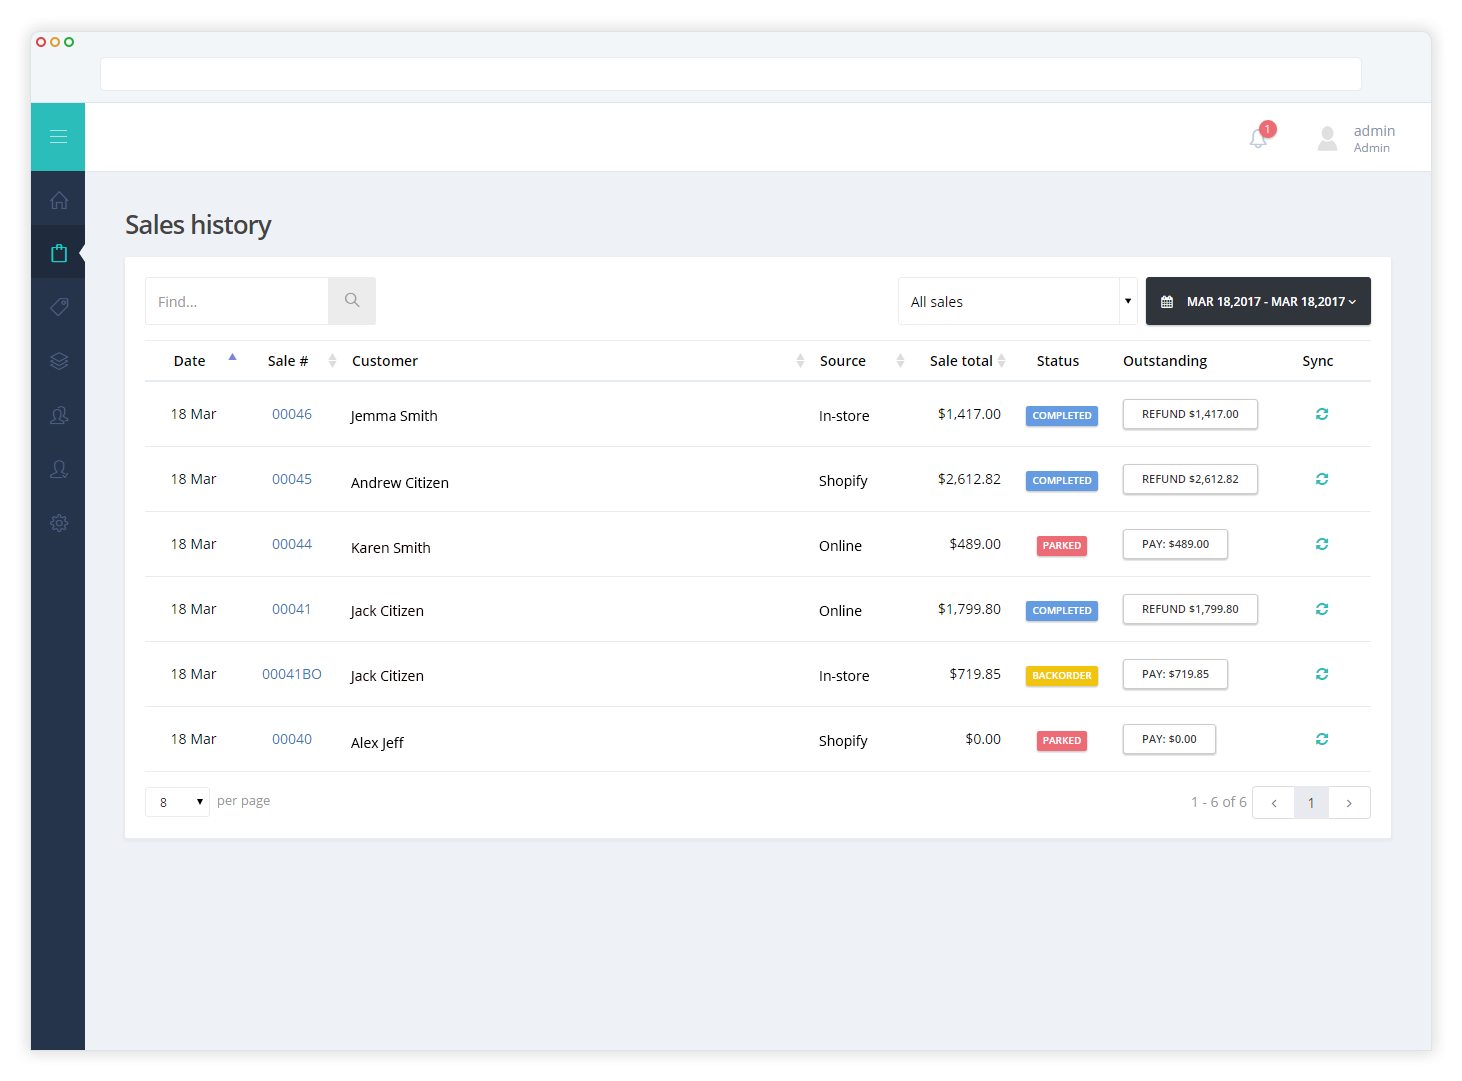 1
admin
Admin
Sales history
Find...
All sales
MAR 18,2017 - MAR 18,2017
Date Sale # Customer Source Sale total Status Outstanding Sync
18 Mar 00046 Jemma Smith In-store $1,417.00 COMPLETED REFUND $1,417.00
18 Mar 00045 Andrew Citizen Shopify $2,612.82 COMPLETED REFUND $2,612.82
18 Mar 00044 Karen Smith Online $489.00 PARKED PAY: $489.00
18 Mar 00041 Jack Citizen Online $1,799.80 COMPLETED REFUND $1,799.80
18 Mar 00041BO Jack Citizen In-store $719.85 BACKORDER PAY: $719.85
18 Mar 00040 Alex Jeff Shopify $0.00 PARKED PAY: $0.00
8 per page 1 - 6 of 6 ‹ 1 ›